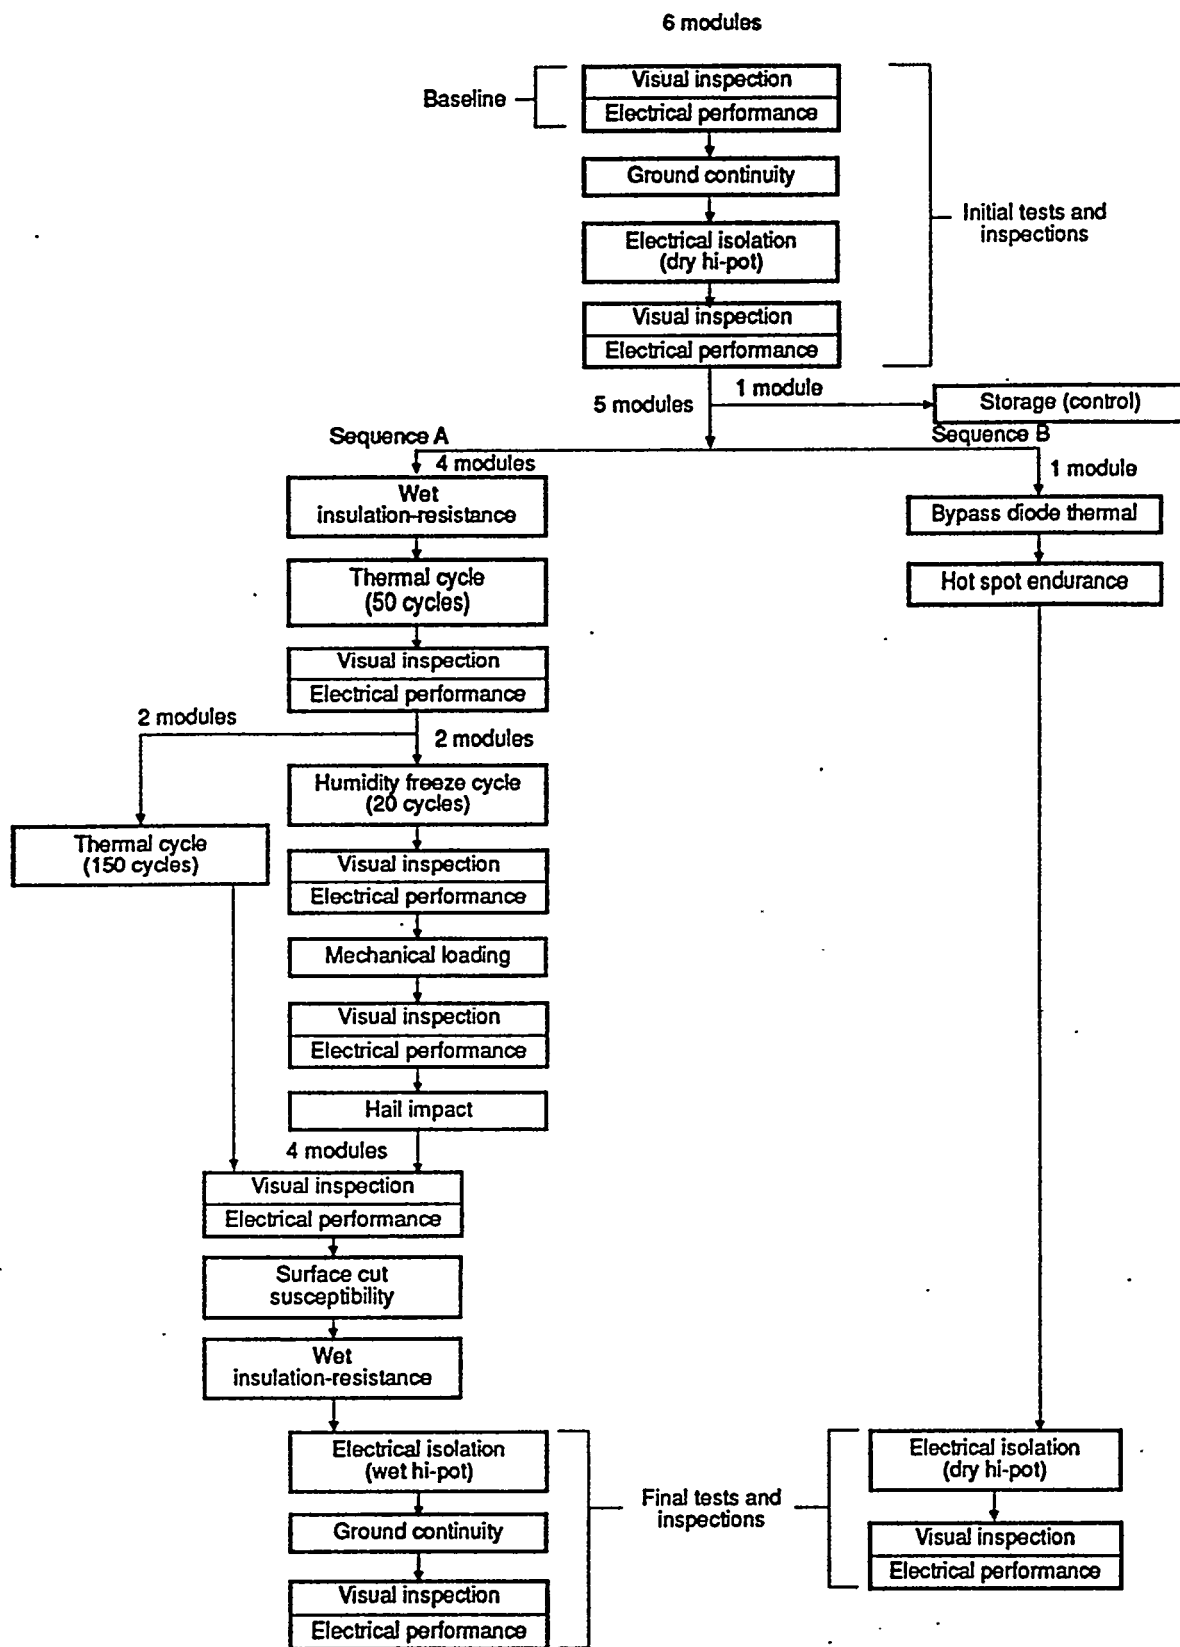 6 modules
Baseline
Visual inspection
Electrical performance
Ground continuity
Electrical isolation
(dry hi-pot)
Visual inspection
Electrical performance
Initial tests and
inspections
5 modules
1 module
Storage (control)
Sequence A
4 modules
Sequence B
1 module
Wet
insulation-resistance
Thermal cycle
(50 cycles)
Visual inspection
Electrical performance
2 modules
2 modules
Thermal cycle
(150 cycles)
Humidity freeze cycle
(20 cycles)
Visual inspection
Electrical performance
Mechanical loading
Visual inspection
Electrical performance
Hail impact
4 modules
Visual inspection
Electrical performance
Surface cut
susceptibility
Wet
insulation-resistance
Electrical isolation
(wet hi-pot)
Ground continuity
Visual inspection
Electrical performance
Final tests and
inspections
Bypass diode thermal
Hot spot endurance
Electrical isolation
(dry hi-pot)
Visual inspection
Electrical performance